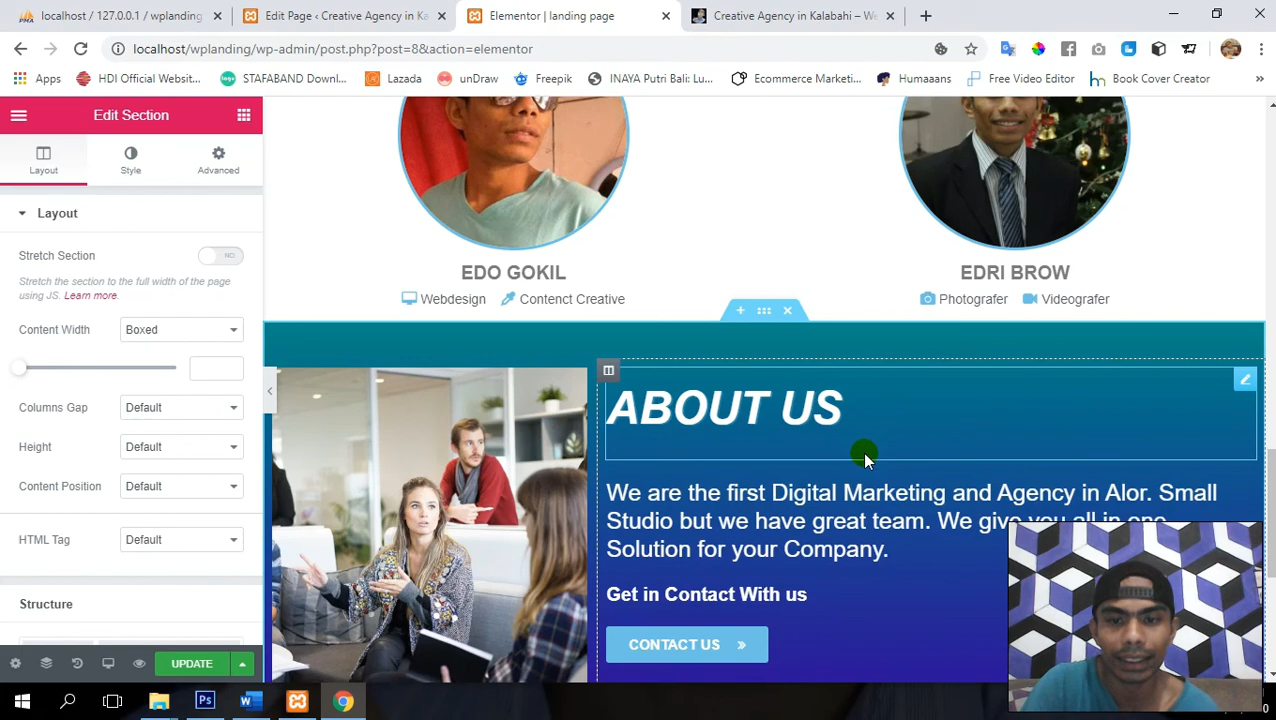 localhost / 127.0.0.1 / wplanding
Edit Page ‹ Creative Agency in Ka
Elementor | landing page
Creative Agency in Kalabahi – We
localhost/wplanding/wp-admin/post.php?post=8&action=elementor
Apps
HDI Official Websit...
STAFABAND Downl...
Lazada
unDraw
Freepik
INAYA Putri Bali: Lu...
Ecommerce Marketi...
Humaaans
Free Video Editor
Book Cover Creator
»
Edit Section
Layout
Style
Advanced
Layout
Stretch Section
NO
Stretch the section to the full width of the page
using JS. Learn more.
Content Width
Boxed
Columns Gap
Default
Height
Default
Content Position
Default
HTML Tag
Default
Structure
UPDATE
EDO GOKIL
Webdesign
Contenct Creative
EDRI BROW
Photografer
Videografer
ABOUT US
We are the first Digital Marketing and Agency in Alor. Small
Studio but we have great team. We give you all in one
Solution for your Company.
Get in Contact With us
CONTACT US »